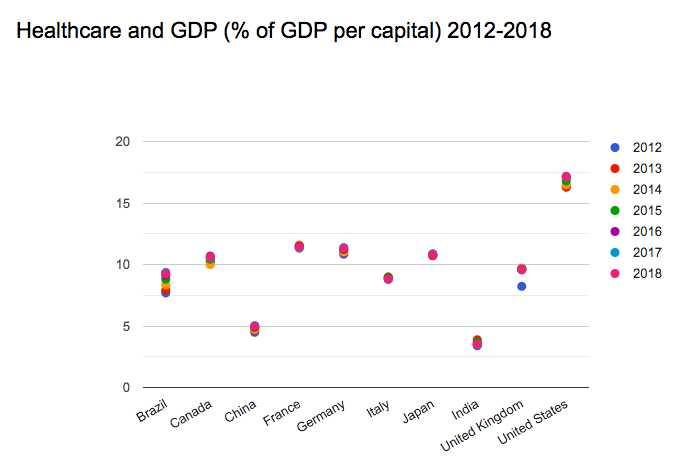 Healthcare and GDP (% of GDP per capital) 2012-2018
20
15
10
5
0
Brazil
Canada
China
France
Germany
Italy
Japan
India
United Kingdom
United States
2012
2013
2014
2015
2016
2017
2018